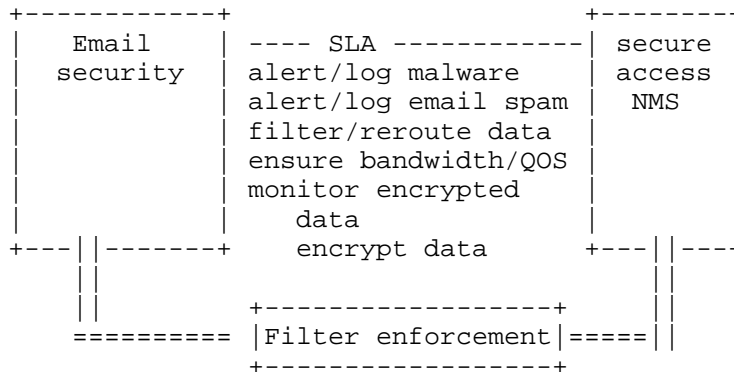 Email ---- SLA ------------ secure
security alert/log malware access
alert/log email spam NMS
filter/reroute data
ensure bandwidth/QOS
monitor encrypted
data
encrypt data
Filter enforcement